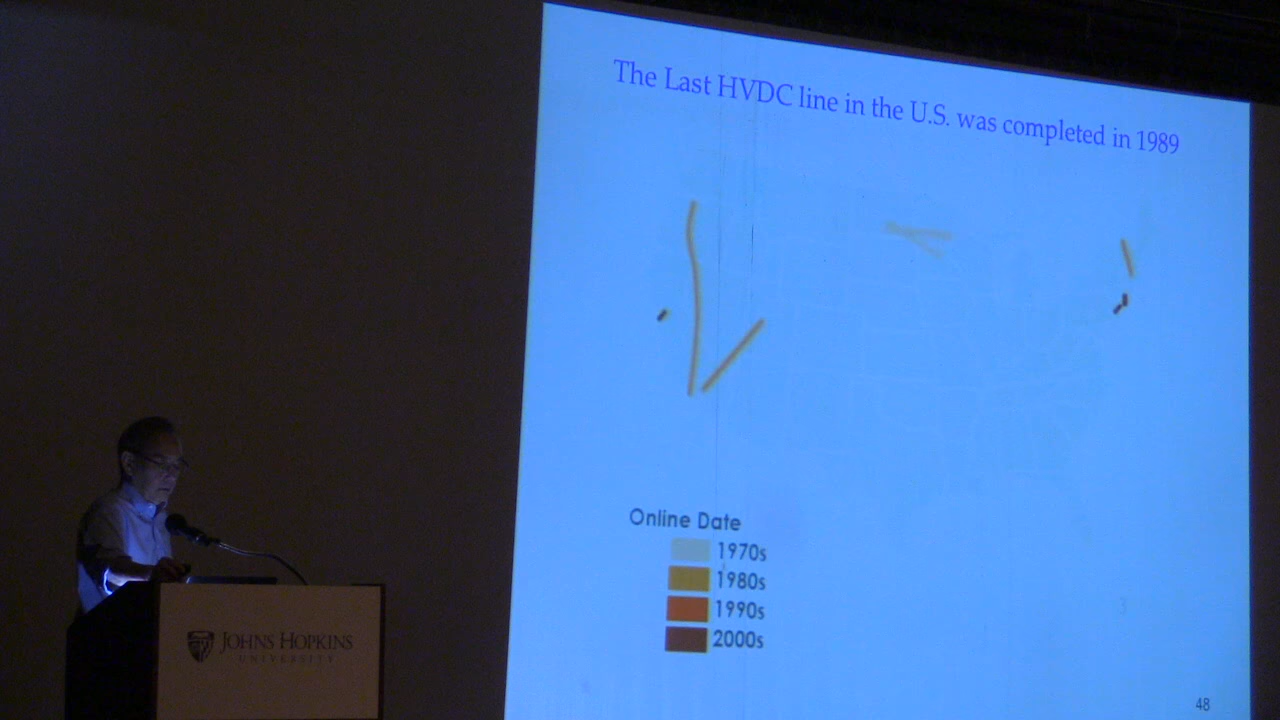 The Last HVDC line in the U.S. was completed in 1989
Online Date
1970s
1980s
1990s
2000s
3
48
JOHNS HOPKINS
UNIVERSITY